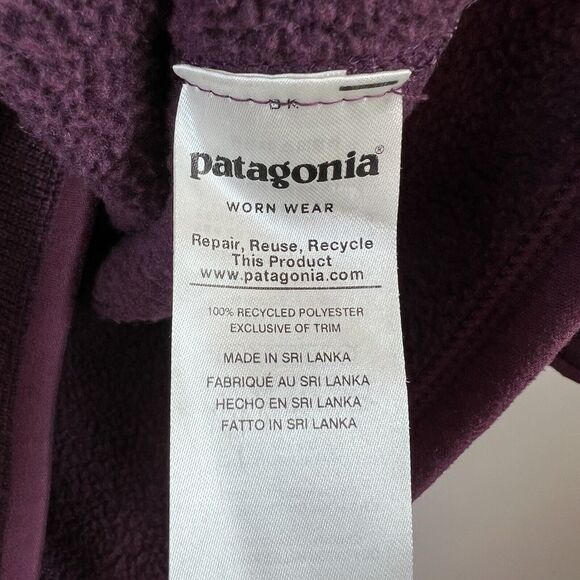 patagonia®
WORN WEAR
Repair, Reuse, Recycle
This Product
www.patagonia.com
100% RECYCLED POLYESTER
EXCLUSIVE OF TRIM
MADE IN SRI LANKA
FABRIQUÉ AU SRI LANKA
HECHO EN SRI LANKA
FATTO IN SRI LANKA